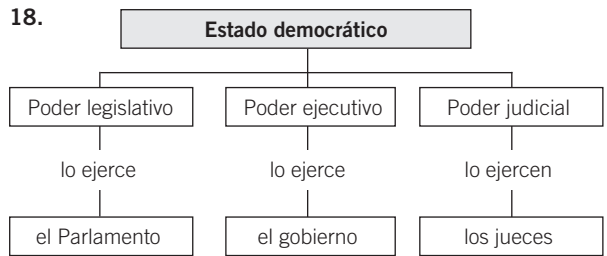 18.
Estado democrático
Poder legislativo Poder ejecutivo Poder judicial
lo ejerce lo ejerce lo ejercen
el Parlamento el gobierno los jueces